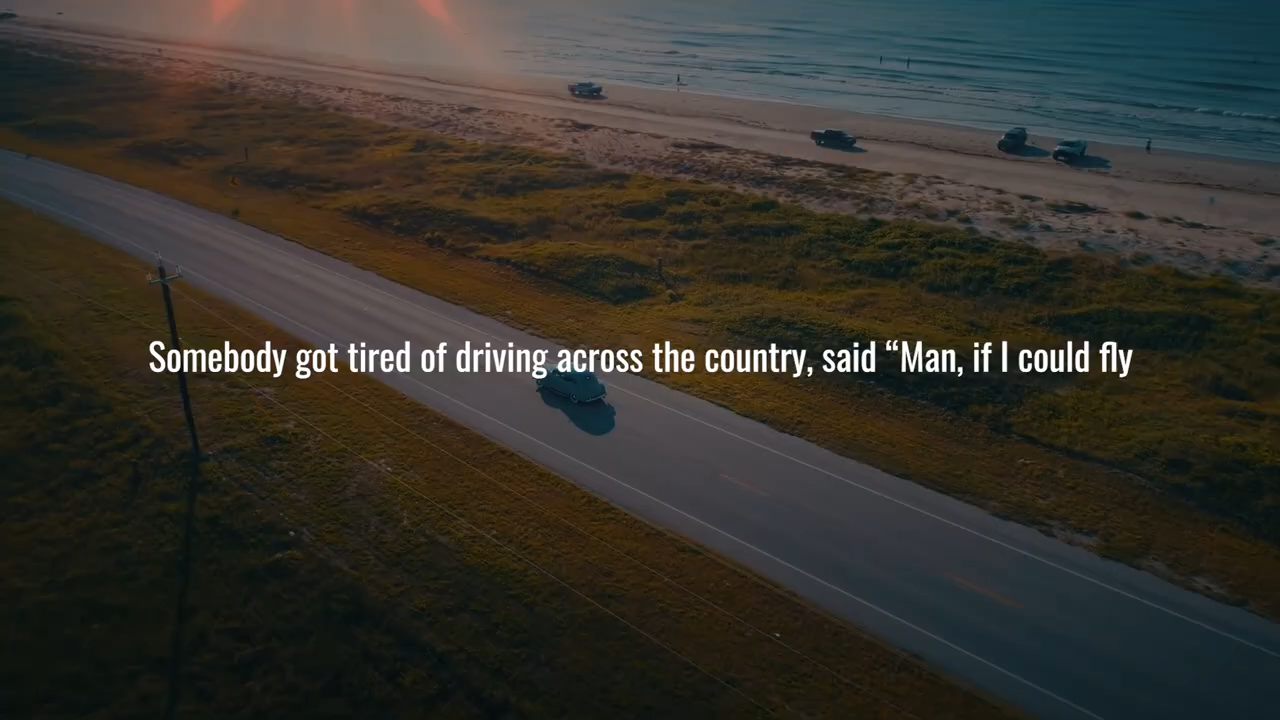 Somebody got tired of driving across the country, said “Man, if I could fly